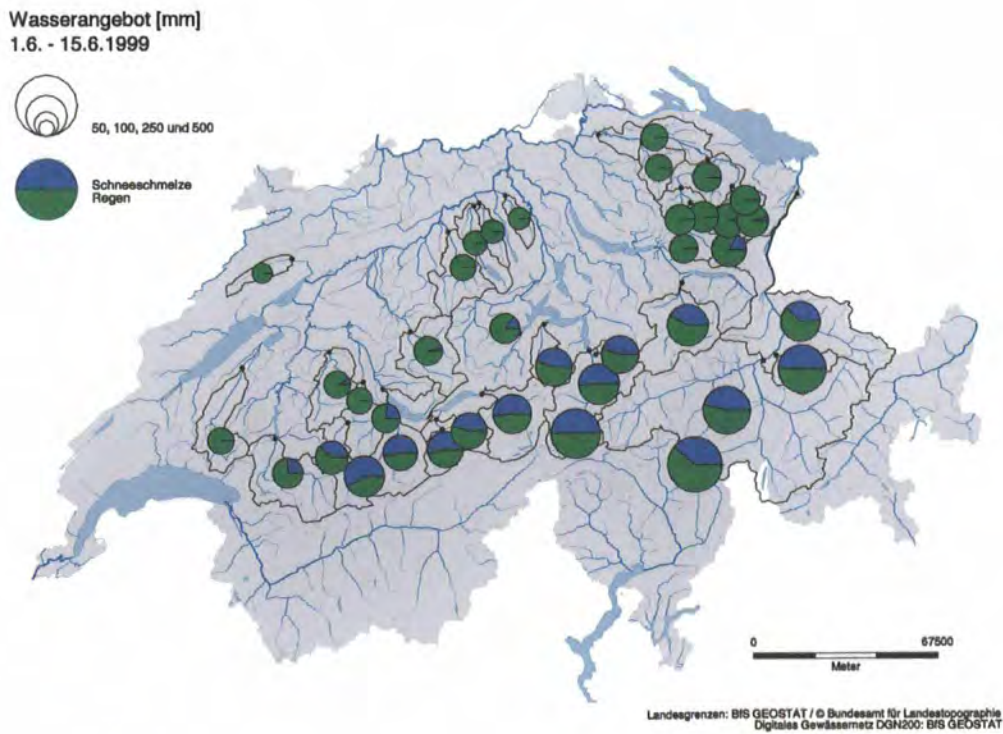 Wasserangebot [mm]
1.6. - 15.6.1999
50, 100, 250 und 500
Schneeschmelze
Regen
0 67500
Meter
Landesgrenzen: BfS GEOSTAT / © Bundesamt für Landestopographie
Digitales Gewässernetz DGN200: BfS GEOSTAT